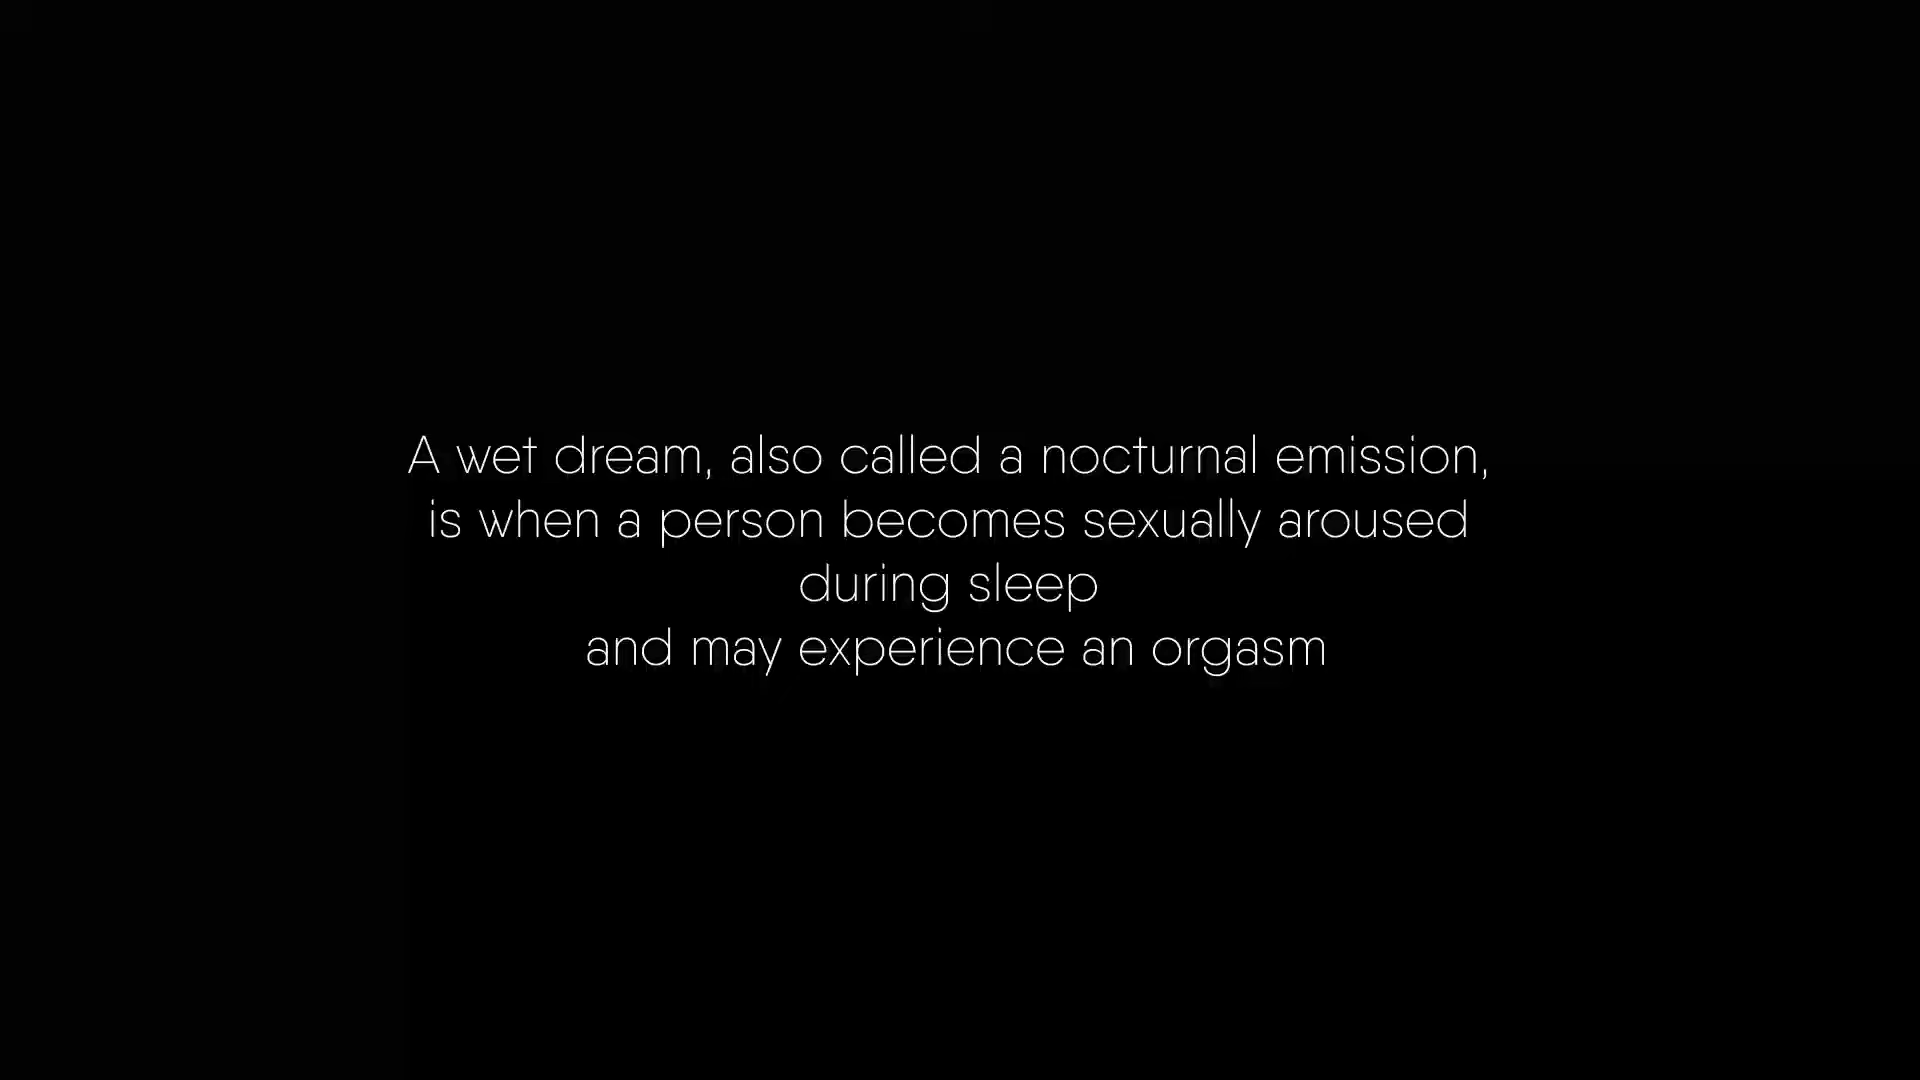 A wet dream, also called a nocturnal emission,
is when a person becomes sexually aroused
during sleep
and may experience an orgasm